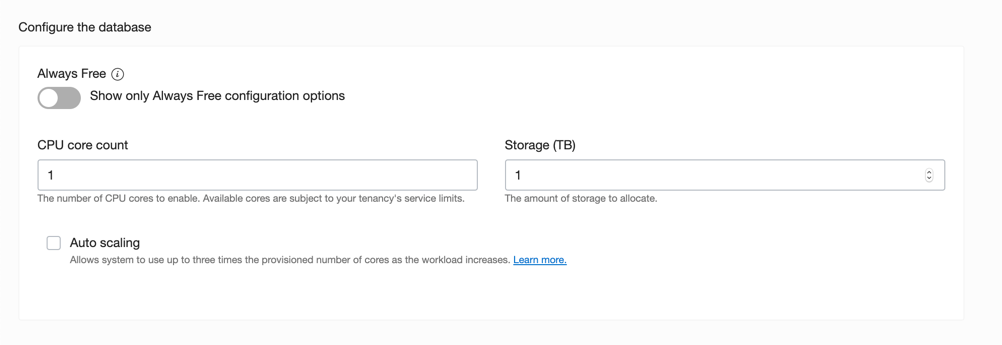 Configure the database
Always Free
Show only Always Free configuration options
CPU core count
1
The number of CPU cores to enable. Available cores are subject to your tenancy's service limits.
Storage (TB)
1
The amount of storage to allocate.
Auto scaling
Allows system to use up to three times the provisioned number of cores as the workload increases. Learn more.